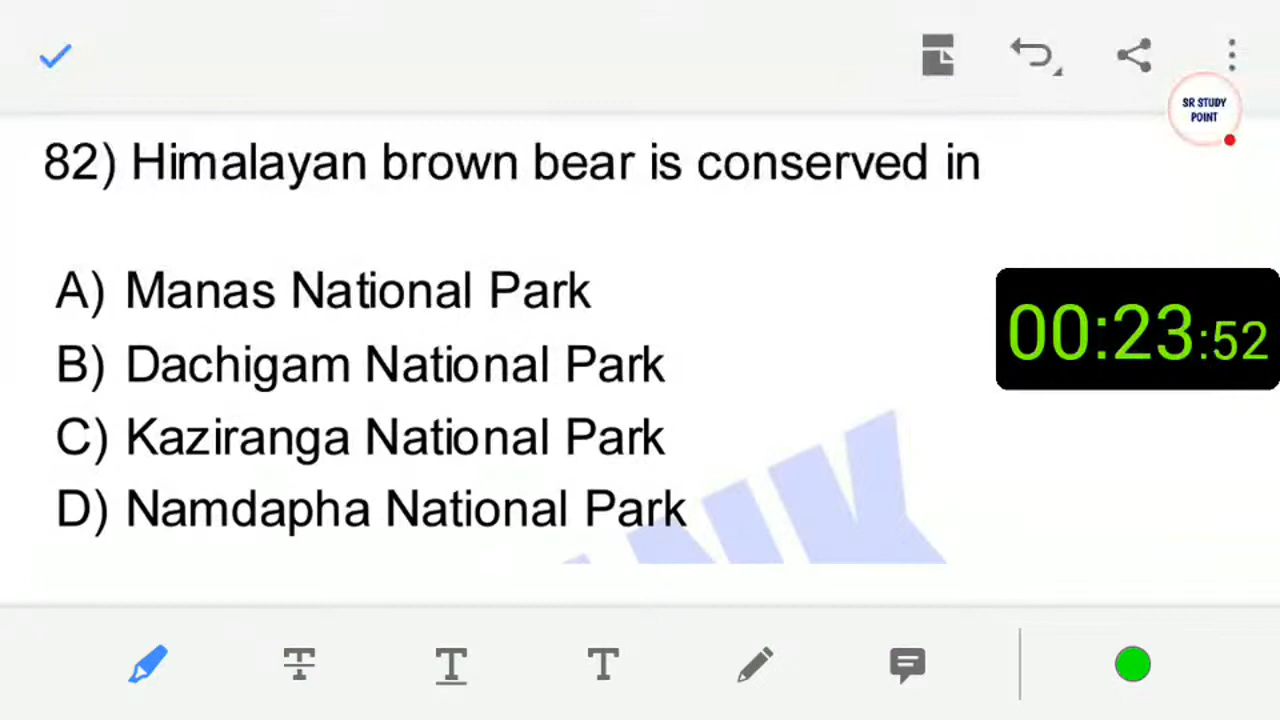 SR STUDY
POINT
82) Himalayan brown bear is conserved in
A) Manas National Park
00:23:52
B) Dachigam National Park
C) Kaziranga National Park
D) Namdapha National Park